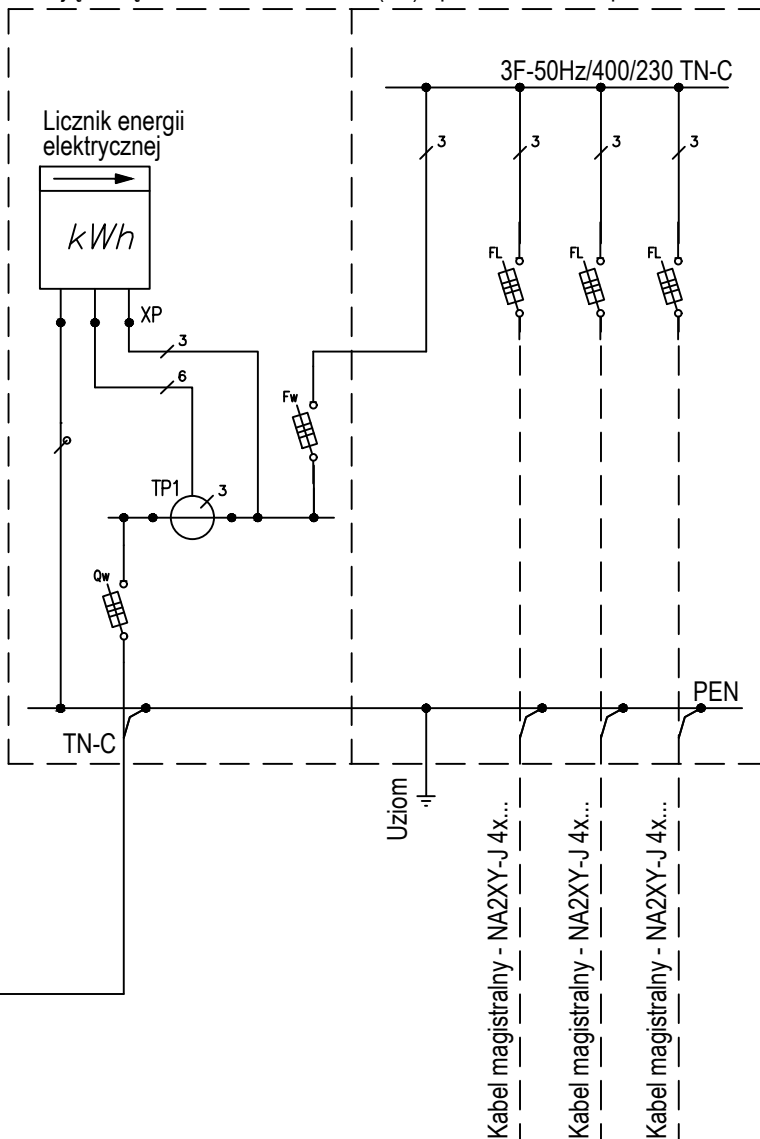 3F-50Hz/400/230 TN-C
Licznik energii
elektrycznej
kWh
XP
3
6
3
3
3
3
FL
FL
FL
Fw
TP1
3
Qw
TN-C
PEN
Uziom
Kabel magistralny - NA2XY-J 4x...
Kabel magistralny - NA2XY-J 4x...
Kabel magistralny - NA2XY-J 4x...